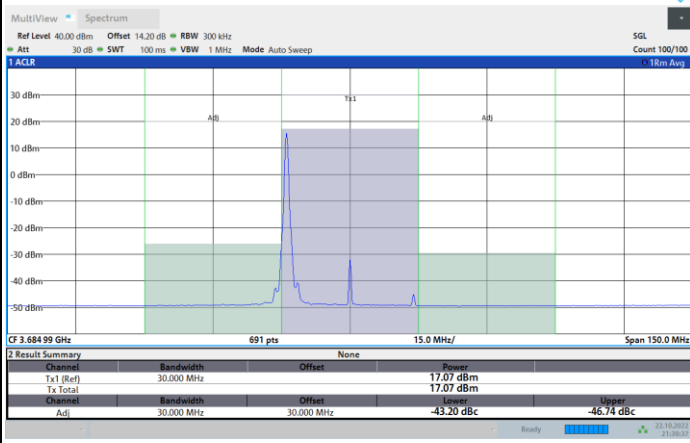 MultiView Spectrum
Ref Level 40.00 dBm Offset 14.20 dB RBW 300 kHz SGL
Att 30 dB SWT 100 ms VBW 1 MHz Mode Auto Sweep Count 100/100
1 ACLR 1Rm Avg
30 dBm
Tx1
20 dBm
Adj Adj
10 dBm
0 dBm
-10 dBm
-20 dBm
-30 dBm
-40 dBm
-50 dBm
CF 3.684 99 GHz 691 pts 15.0 MHz/ Span 150.0 MHz
2 Result Summary None
Channel Bandwidth Offset Power
Tx1 (Ref) 30.000 MHz 17.07 dBm
Tx Total 17.07 dBm
Channel Bandwidth Offset Lower Upper
Adj 30.000 MHz 30.000 MHz -43.20 dBc -46.74 dBc
Ready 22.10.2022